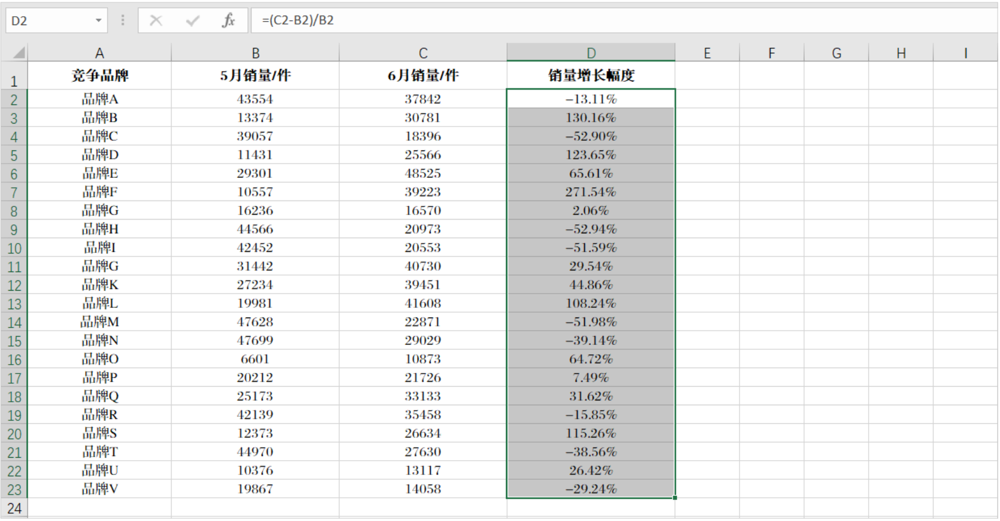 D2 fx =(C2-B2)/B2
A B C D E F G H I
1 竞争品牌 5月销量/件 6月销量/件 销量增长幅度
2 品牌A 43554 37842 -13.11%
3 品牌B 13374 30781 130.16%
4 品牌C 39057 18396 -52.90%
5 品牌D 11431 25566 123.65%
6 品牌E 29301 48525 65.61%
7 品牌F 10557 39223 271.54%
8 品牌G 16236 16570 2.06%
9 品牌H 44566 20973 -52.94%
10 品牌I 42452 20553 -51.59%
11 品牌G 31442 40730 29.54%
12 品牌K 27234 39451 44.86%
13 品牌L 19981 41608 108.24%
14 品牌M 47628 22871 -51.98%
15 品牌N 47699 29029 -39.14%
16 品牌O 6601 10873 64.72%
17 品牌P 20212 21726 7.49%
18 品牌Q 25173 33133 31.62%
19 品牌R 42139 35458 -15.85%
20 品牌S 12373 26634 115.26%
21 品牌T 44970 27630 -38.56%
22 品牌U 10376 13117 26.42%
23 品牌V 19867 14058 -29.24%
24